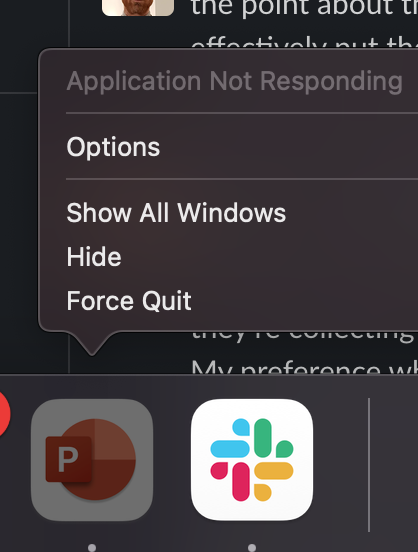 the point about th
effectively put the
Application Not Responding
Options
Show All Windows
Hide
Force Quit
they're collecting
My preference wh
P